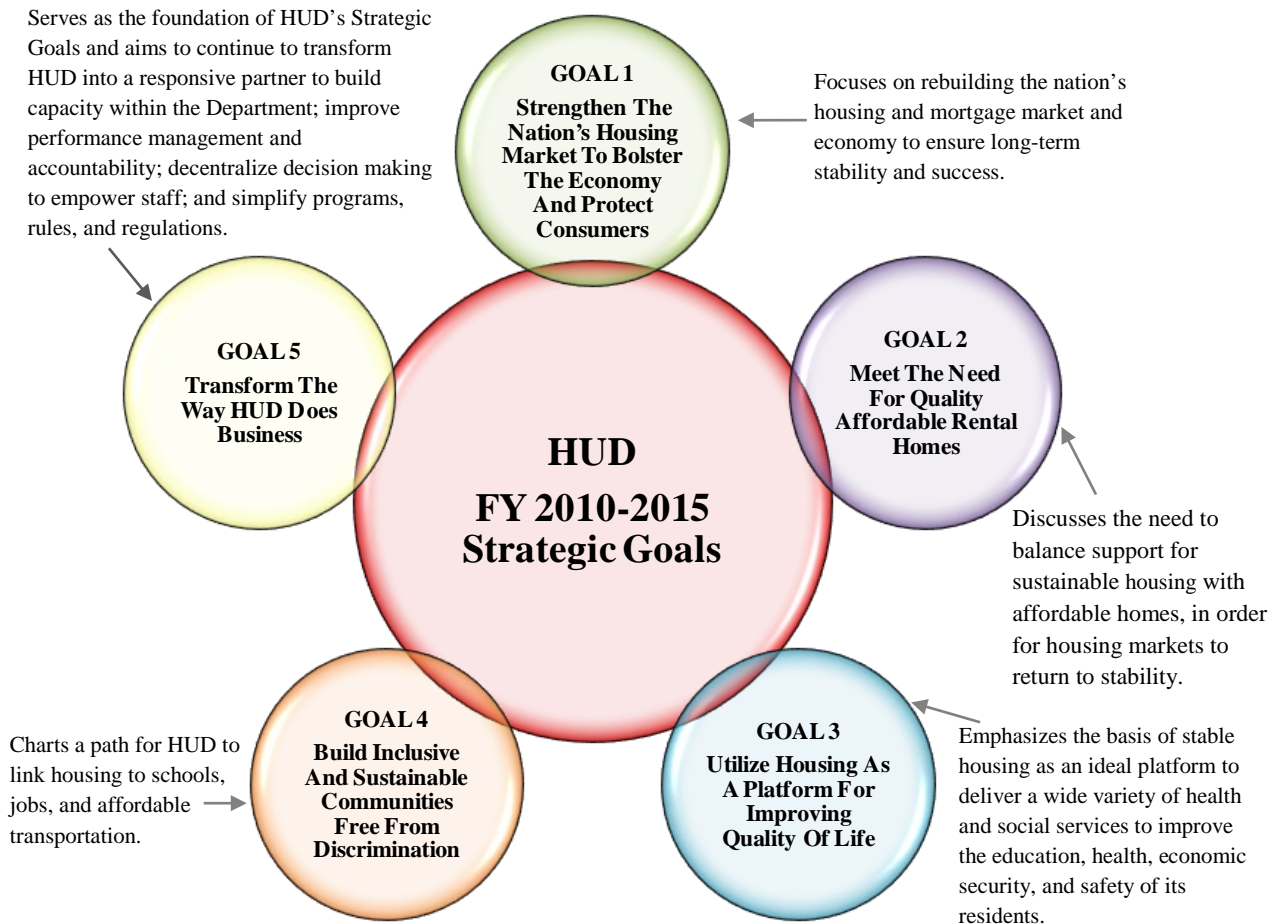 Serves as the foundation of HUD's Strategic
Goals and aims to continue to transform
HUD into a responsive partner to build
capacity within the Department; improve
performance management and
accountability; decentralize decision making
to empower staff; and simplify programs,
rules, and regulations.
GOAL 1
Strengthen The
Nation's Housing
Market To Bolster
The Economy
And Protect
Consumers
Focuses on rebuilding the nation's
housing and mortgage market and
economy to ensure long-term
stability and success.
GOAL 5
Transform The
Way HUD Does
Business
GOAL 2
Meet The Need
For Quality
Affordable Rental
Homes
HUD
FY 2010-2015
Strategic Goals
Discusses the need to
balance support for
sustainable housing with
affordable homes, in order
for housing markets to
return to stability.
Charts a path for HUD to
link housing to schools,
jobs, and affordable
transportation.
GOAL 4
Build Inclusive
And Sustainable
Communities
Free From
Discrimination
GOAL 3
Utilize Housing As
A Platform For
Improving
Quality Of Life
Emphasizes the basis of stable
housing as an ideal platform to
deliver a wide variety of health
and social services to improve
the education, health, economic
security, and safety of its
residents.